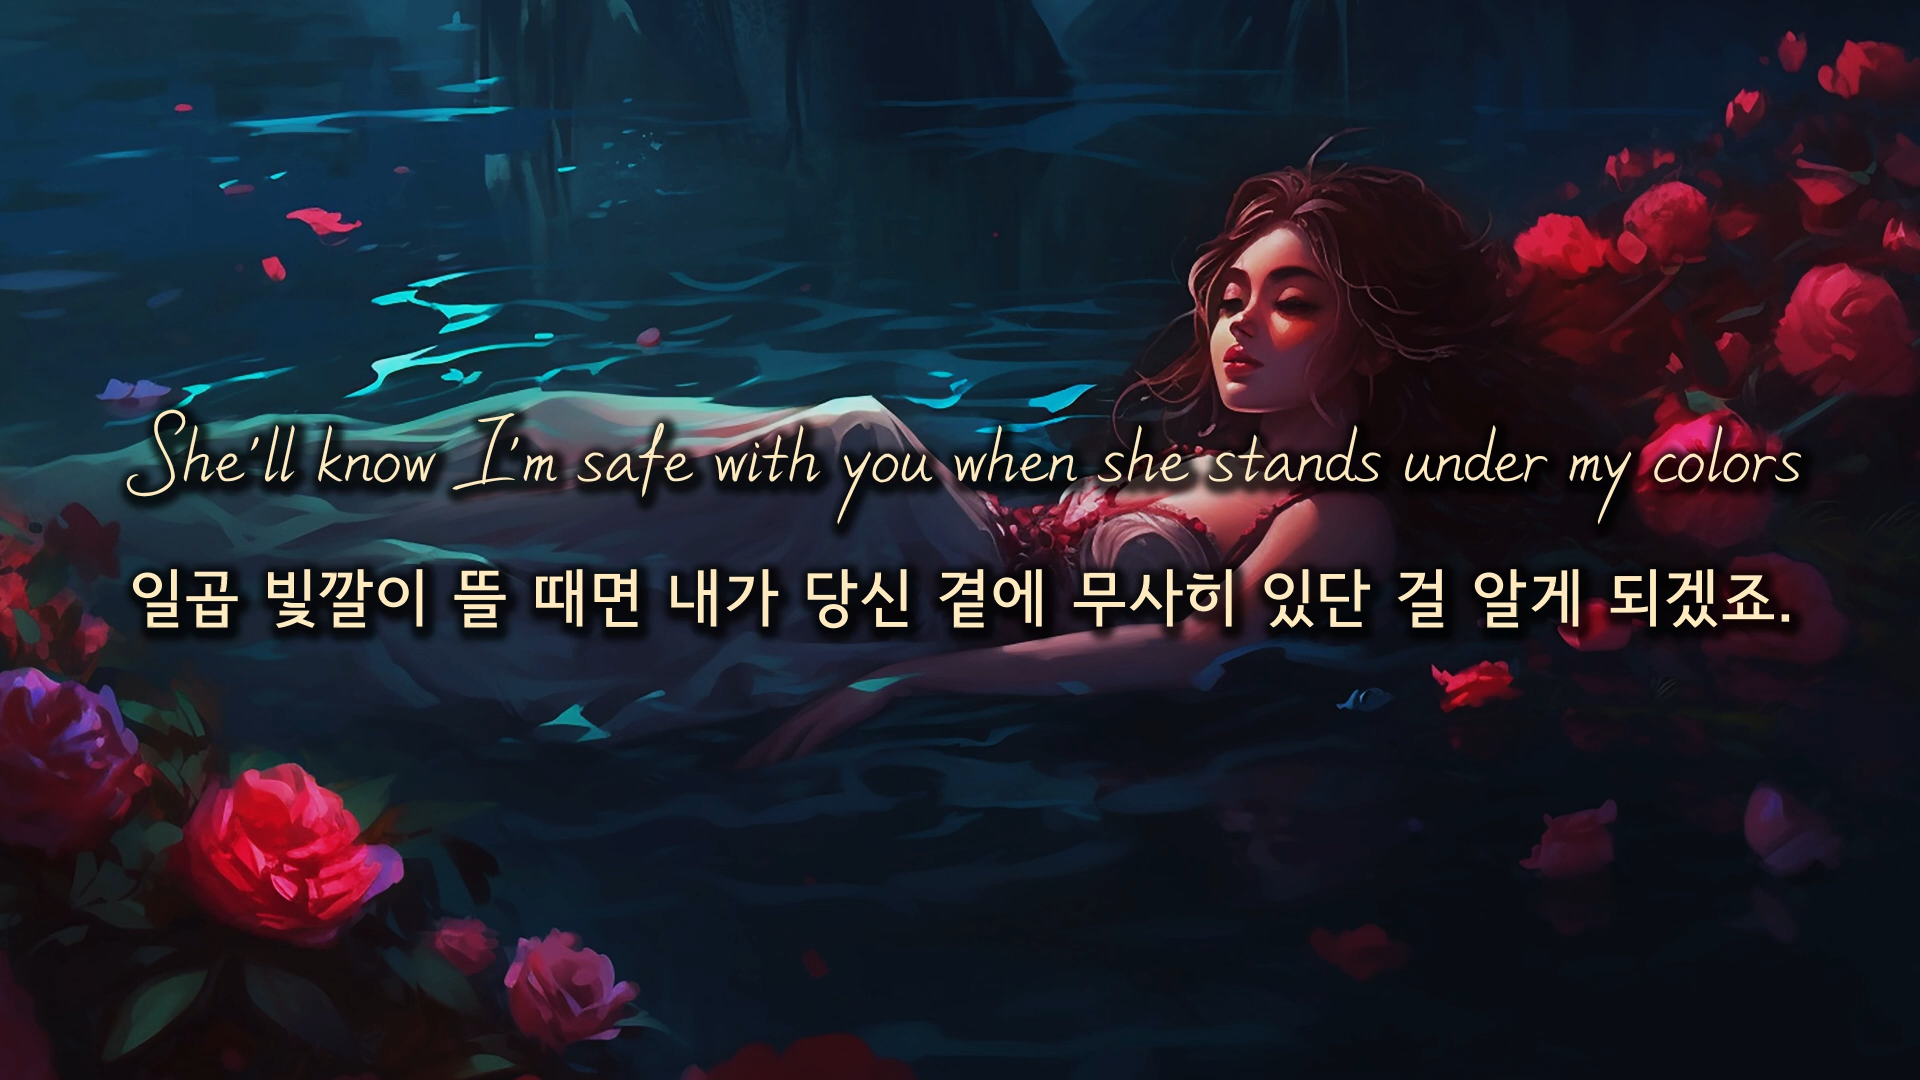 She'll know I'm safe with you when she stands under my colors
일곱 빛깔이 뜰 때면 내가 당신 곁에 무사히 있단 걸 알게 되겠죠.